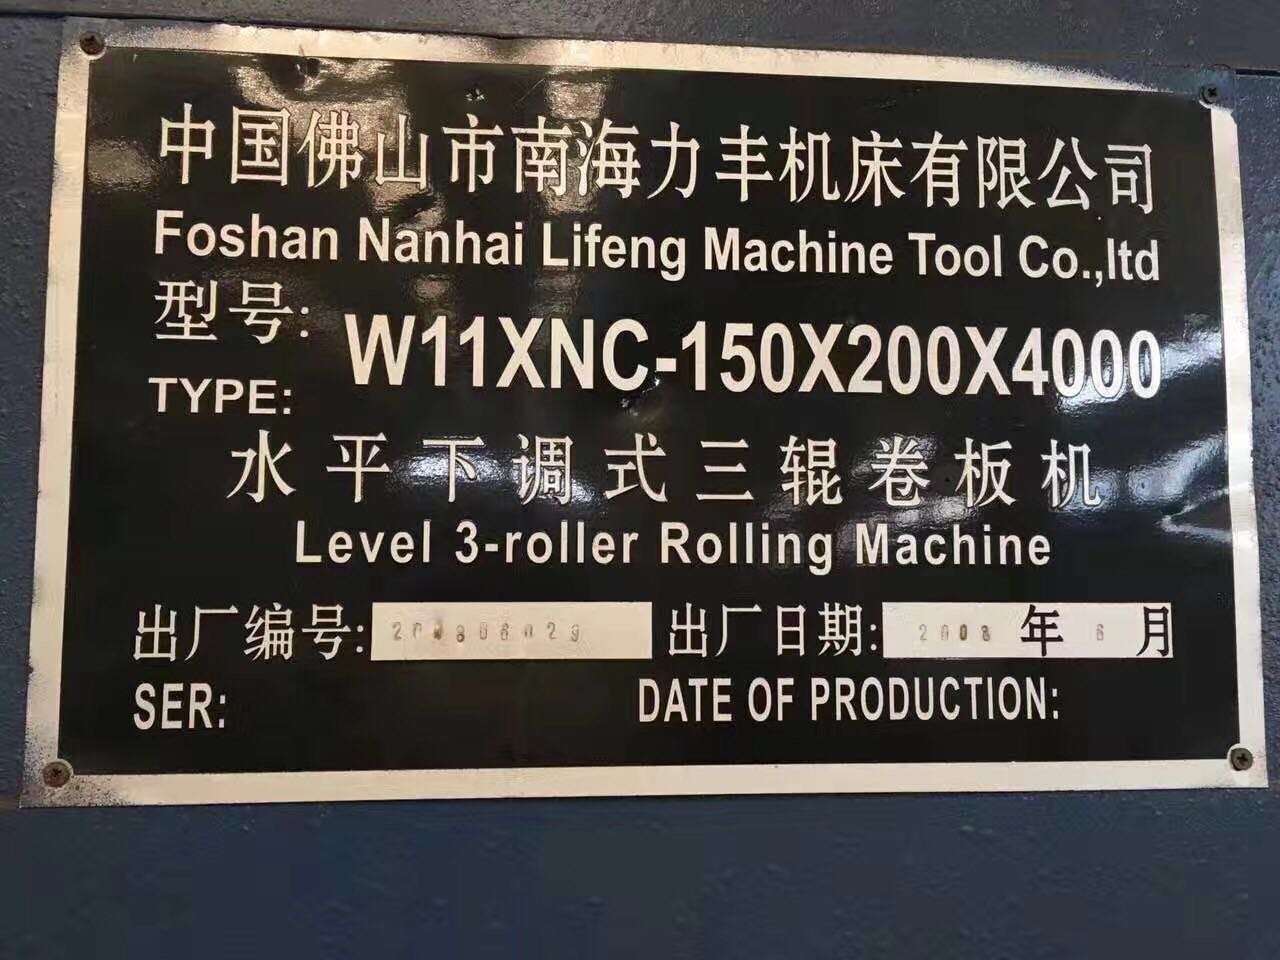 中国佛山市南海力丰机床有限公司
Foshan Nanhai Lifeng Machine Tool Co.,ltd
型号:
TYPE: W11XNC-150X200X4000
水平下调式三辊卷板机
Level 3-roller Rolling Machine
出厂编号: 出厂日期: 2008 年 6 月
SER: DATE OF PRODUCTION: